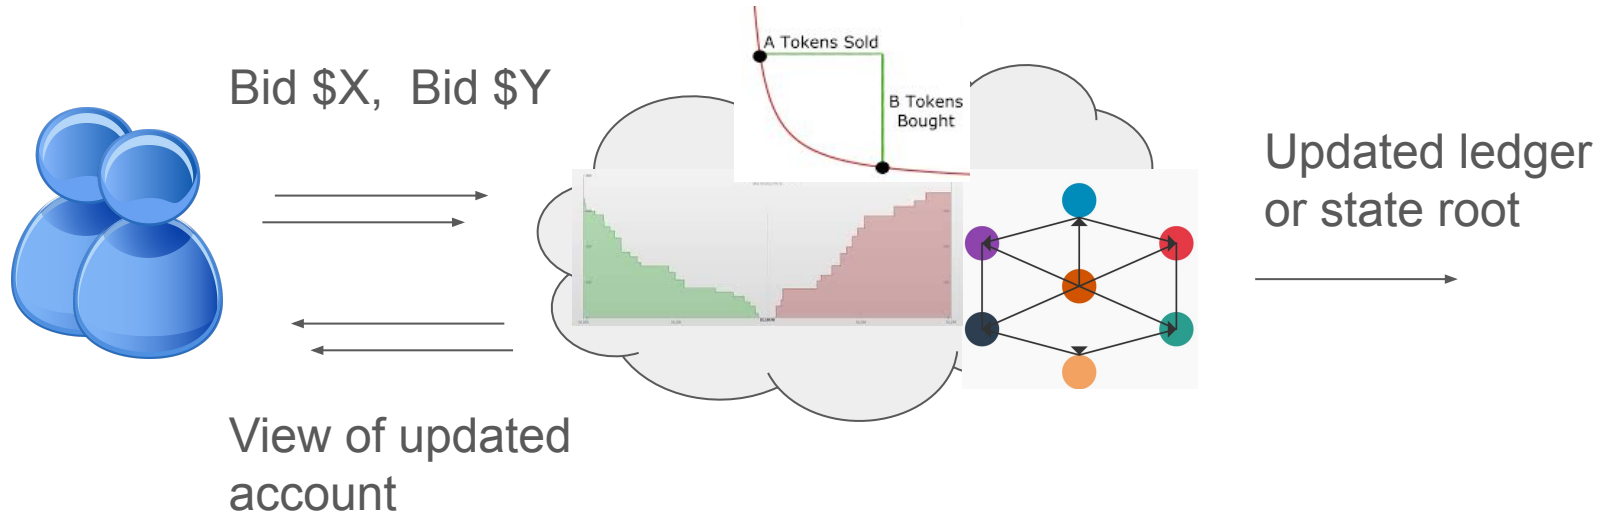 A Tokens Sold
Bid $X,  Bid $Y
B Tokens
Bought
Updated ledger
or state root
View of updated
account